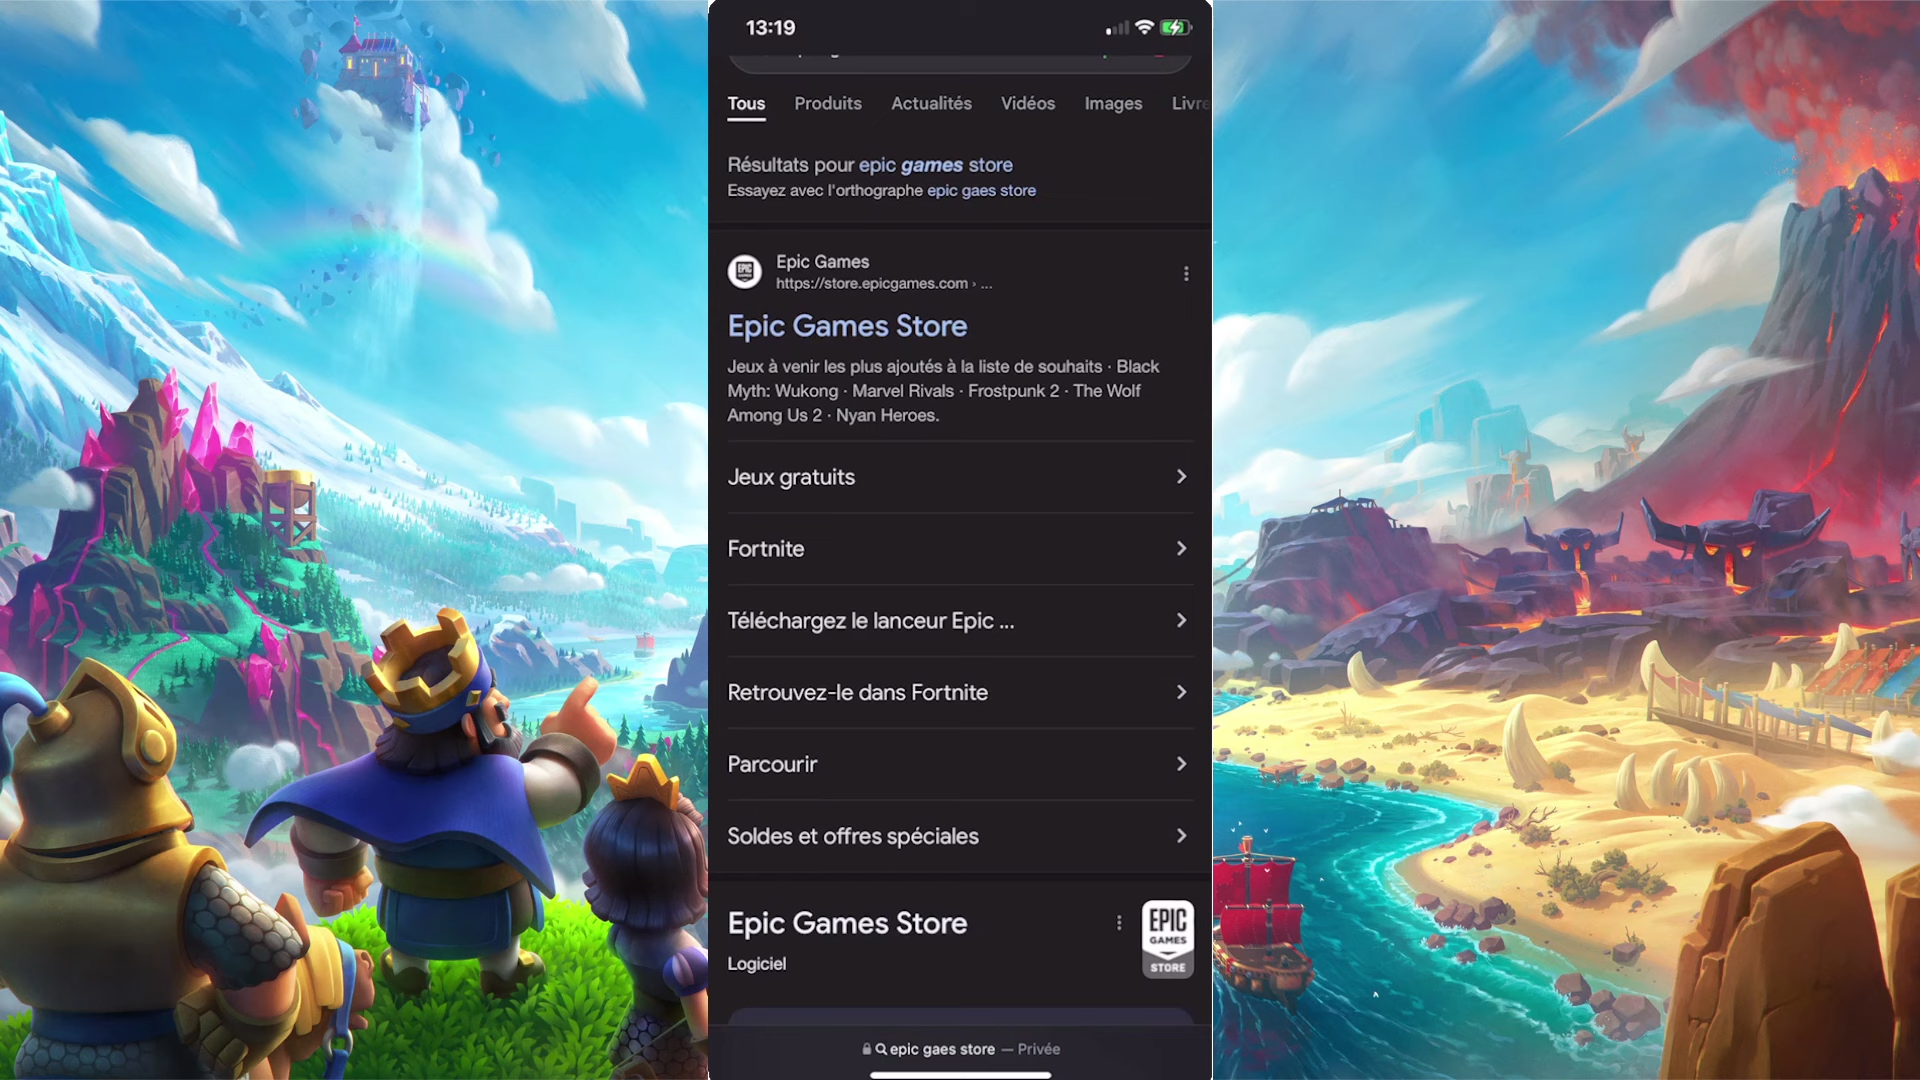 13:19
Tous Produits Actualités Vidéos Images Livre
Résultats pour epic games store
Essayez avec l'orthographe epic gaes store
EPIC
Epic Games
https://store.epicgames.com › ...
Epic Games Store
Jeux à venir les plus ajoutés à la liste de souhaits · Black
Myth: Wukong · Marvel Rivals · Frostpunk 2 · The Wolf
Among Us 2 · Nyan Heroes.
Jeux gratuits
Fortnite
Téléchargez le lanceur Epic ...
Retrouvez-le dans Fortnite
Parcourir
Soldes et offres spéciales
Epic Games Store
Logiciel
EPIC
GAMES
STORE
epic gaes store — Privée